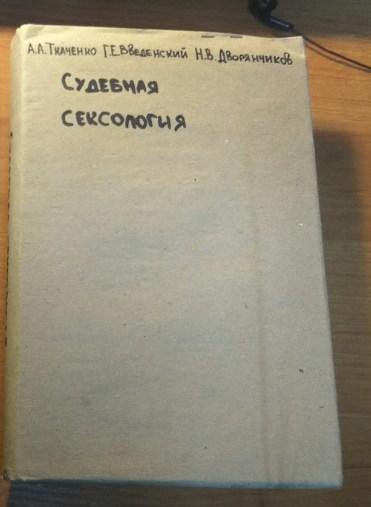 А.А.Ткаченко Г.Е.Введенский Н.В.Дворянчиков
Судебная
сексология